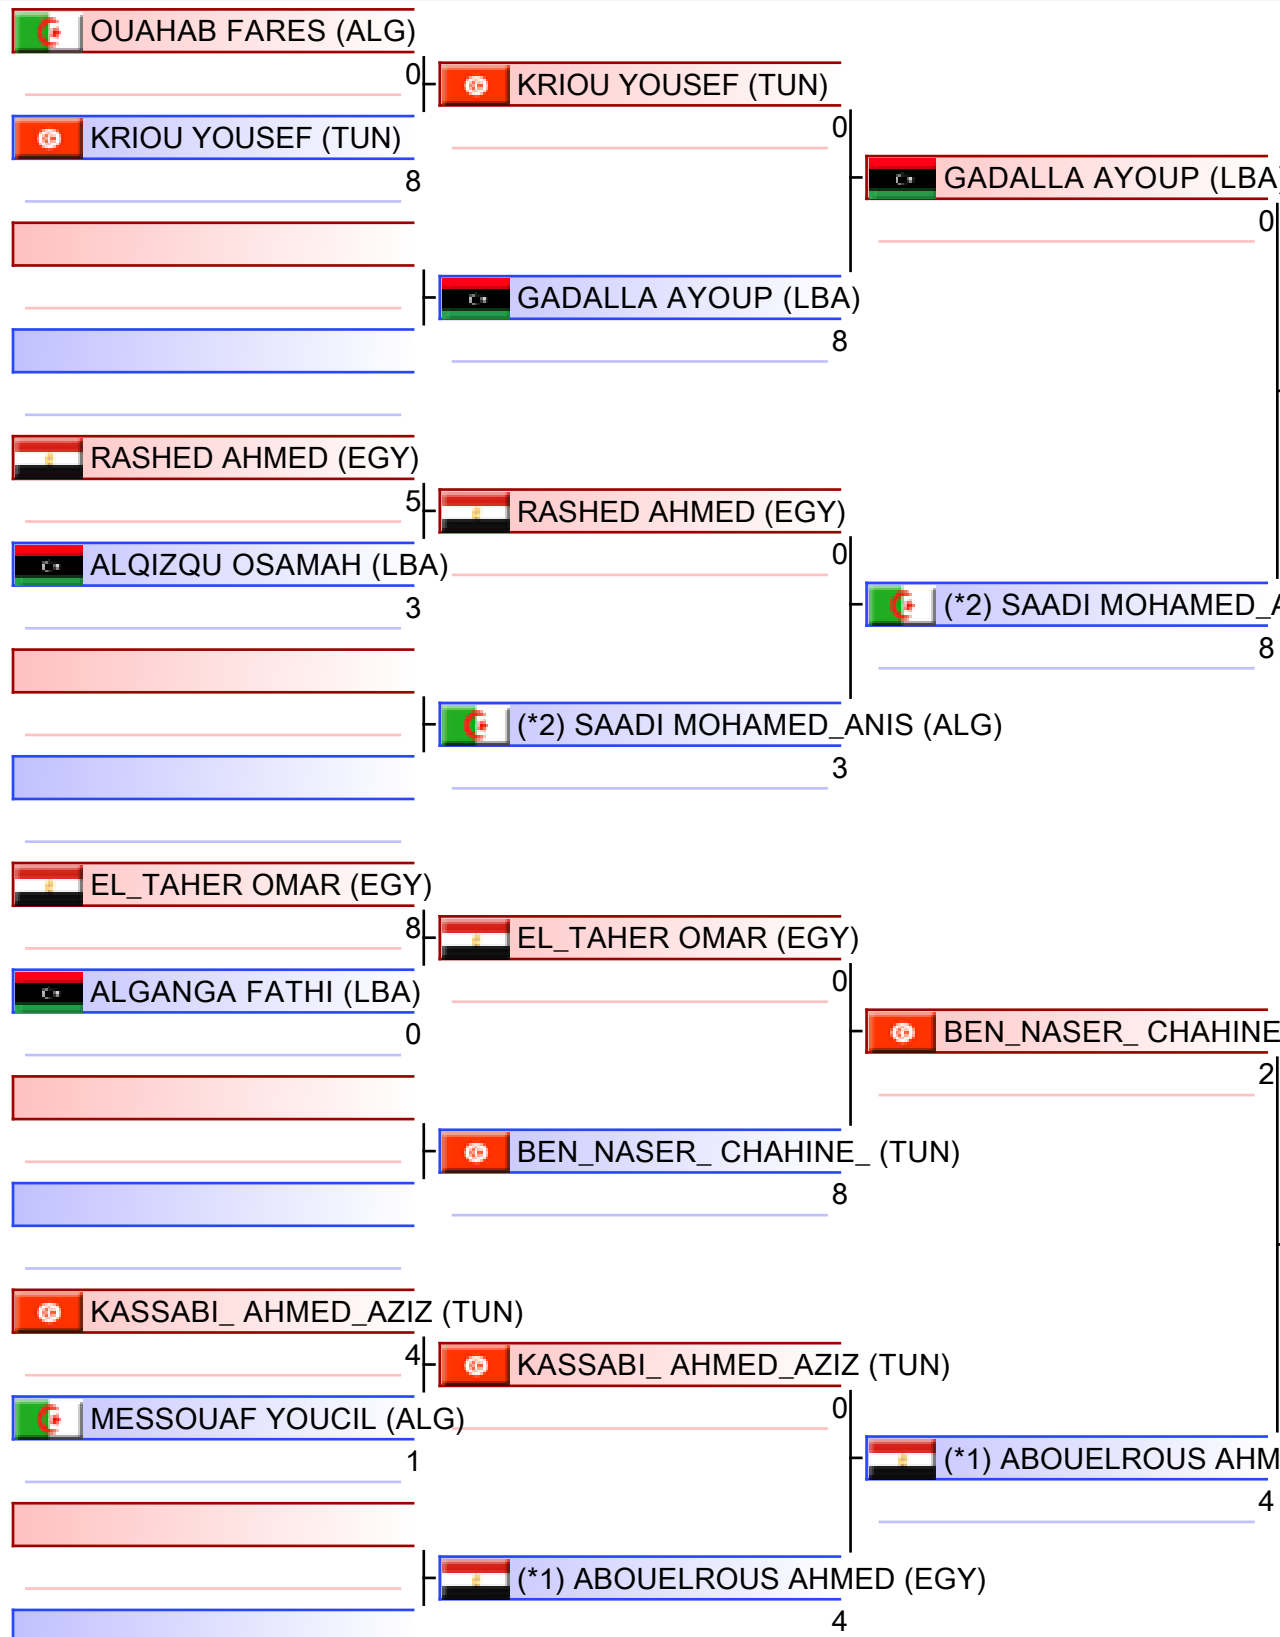 OUAHAB FARES (ALG)
0
KRIOU YOUSEF (TUN)
8
RASHED AHMED (EGY)
5
ALQIZQU OSAMAH (LBA)
3
EL_TAHER OMAR (EGY)
8
ALGANGA FATHI (LBA)
0
KASSABI_ AHMED_AZIZ (TUN)
4
MESSOUAF YOUCIL (ALG)
1
KRIOU YOUSEF (TUN)
0
GADALLA AYOUP (LBA)
8
RASHED AHMED (EGY)
0
(*2) SAADI MOHAMED_ANIS (ALG)
3
EL_TAHER OMAR (EGY)
0
BEN_NASER_ CHAHINE_ (TUN)
8
KASSABI_ AHMED_AZIZ (TUN)
0
(*1) ABOUELROUS AHMED (EGY)
4
GADALLA AYOUP (LBA)
0
(*2) SAADI MOHAMED_A
8
BEN_NASER_ CHAHINE
2
(*1) ABOUELROUS AHM
4